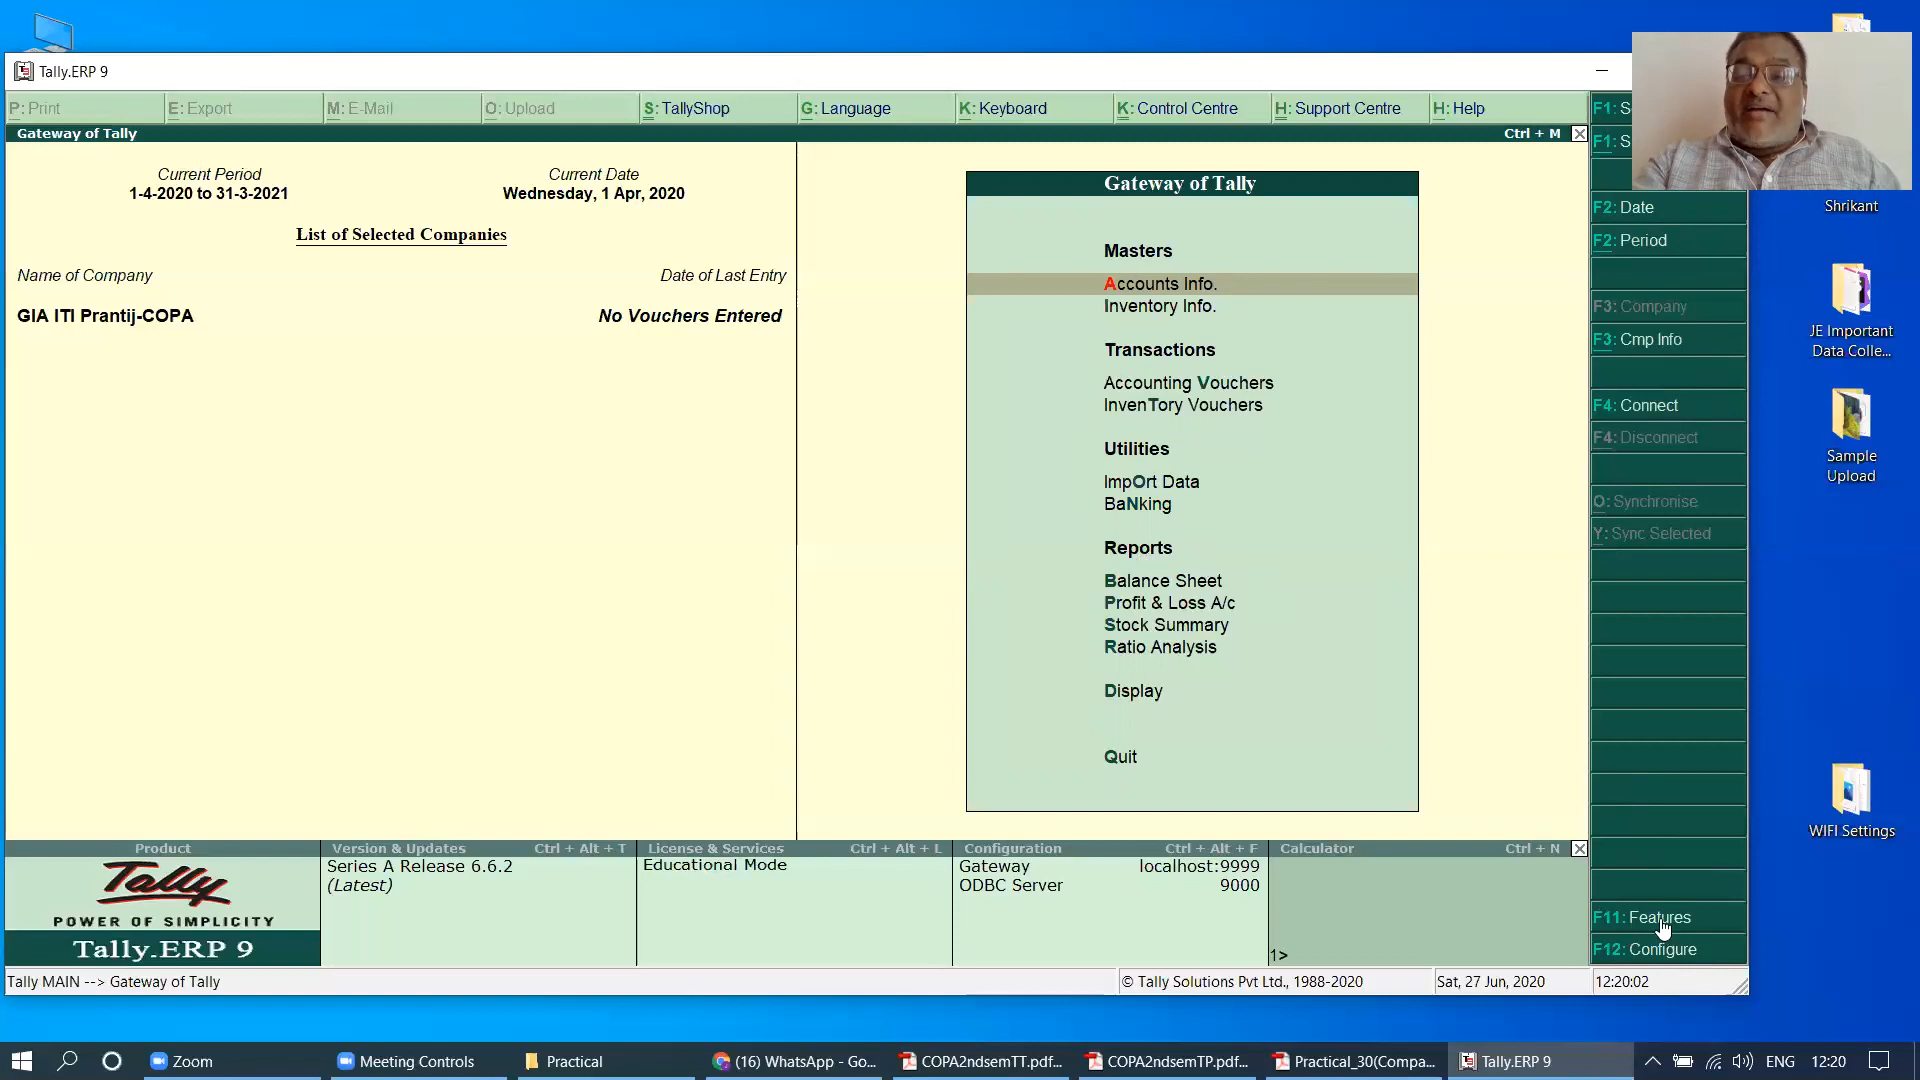 Tally.ERP 9
P: Print
E: Export
M: E-Mail
O: Upload
S: TallyShop
G: Language
K: Keyboard
K: Control Centre
H: Support Centre
H: Help
Gateway of Tally
Ctrl + M
Current Period
1-4-2020 to 31-3-2021
Current Date
Wednesday, 1 Apr, 2020
List of Selected Companies
Name of Company
Date of Last Entry
GIA ITI Prantij-COPA
No Vouchers Entered
Gateway of Tally
Masters
Accounts Info.
Inventory Info.
Transactions
Accounting Vouchers
InvenTory Vouchers
Utilities
ImpOrt Data
BaNking
Reports
Balance Sheet
Profit & Loss A/c
Stock Summary
Ratio Analysis
Display
Quit
F1: S
F1: S
F2: Date
F2: Period
F3: Company
F3: Cmp Info
F4: Connect
F4: Disconnect
O: Synchronise
Y: Sync Selected
F11: Features
F12: Configure
Shrikant
JE Important
Data Colle...
Sample
Upload
WIFI Settings
Product
Tally
POWER OF SIMPLICITY
Tally.ERP 9
Version & Updates
Ctrl + Alt + T
Series A Release 6.6.2
(Latest)
License & Services
Ctrl + Alt + L
Educational Mode
Configuration
Ctrl + Alt + F
Gateway
localhost:9999
ODBC Server
9000
Calculator
Ctrl + N
1>
Tally MAIN --> Gateway of Tally
© Tally Solutions Pvt Ltd., 1988-2020
Sat, 27 Jun, 2020
12:20:02
Zoom
Meeting Controls
Practical
(16) WhatsApp - Go...
COPA2ndsemTT.pdf...
COPA2ndsemTP.pdf...
Practical_30(Compa...
Tally.ERP 9
ENG
12:20